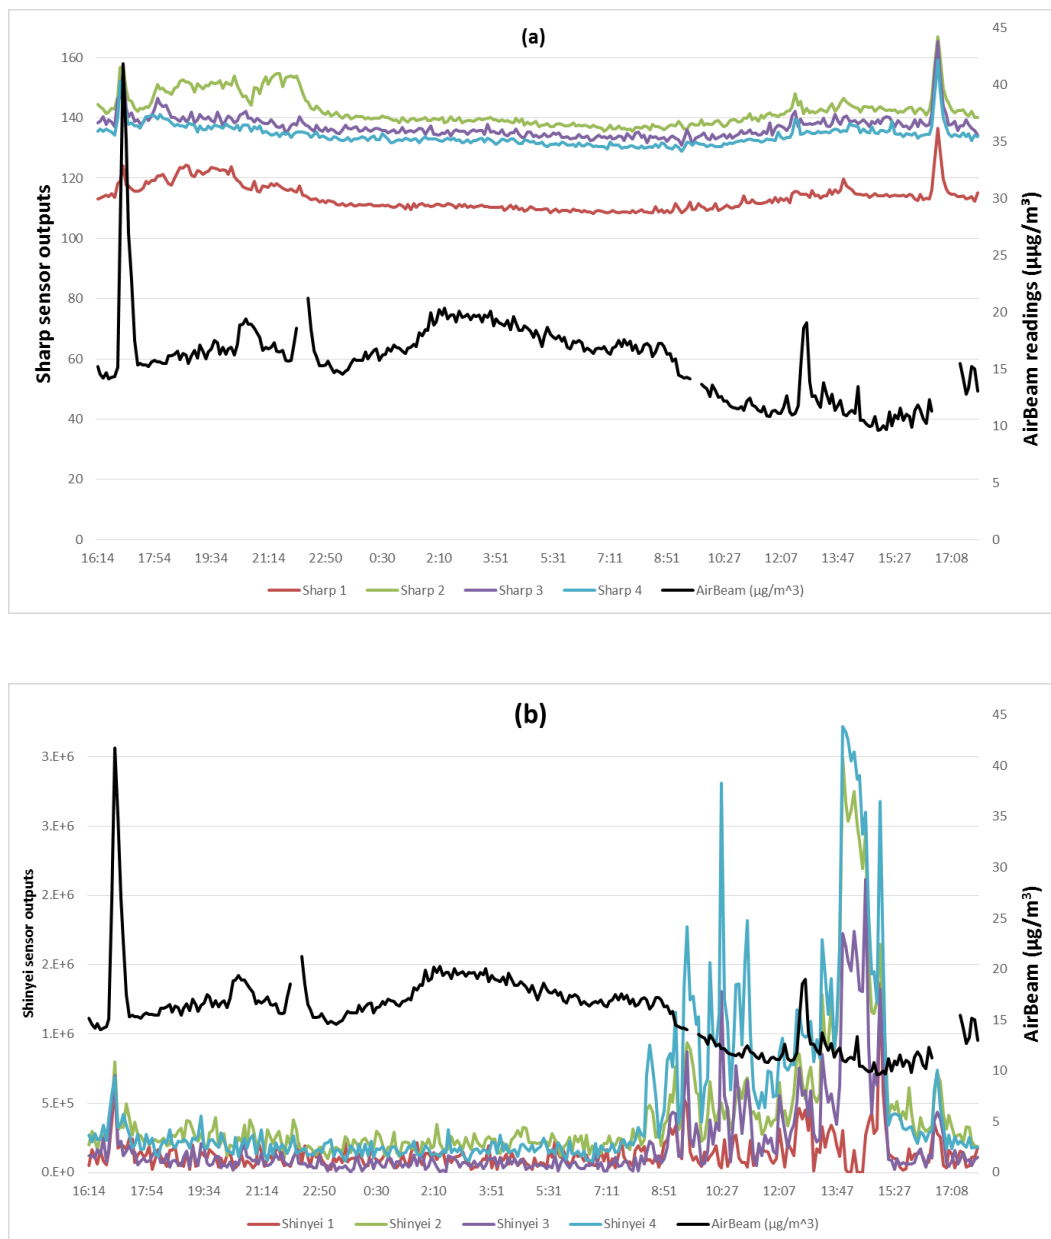 (a)
45
160
40
140
35
120
30
100
25
80
20
60
15
40
10
20
5
0
0
Sharp sensor outputs
AirBeam readings (µµg/m³)
16:14 17:54 19:34 21:14 22:50 0:30 2:10 3:51 5:31 7:11 8:51 10:27 12:07 13:47 15:27 17:08
Sharp 1 Sharp 2 Sharp 3 Sharp 4 AirBeam (µg/m^3)
(b)
45
3.E+6
40
35
3.E+6
30
2.E+6
25
2.E+6
20
15
1.E+6
10
5.E+5
5
0.E+0
0
Shinyei sensor outputs
AirBeam (µg/m³)
16:14 17:54 19:34 21:14 22:50 0:30 2:10 3:51 5:31 7:11 8:51 10:27 12:07 13:47 15:27 17:08
Shinyei 1 Shinyei 2 Shinyei 3 Shinyei 4 AirBeam (µg/m^3)